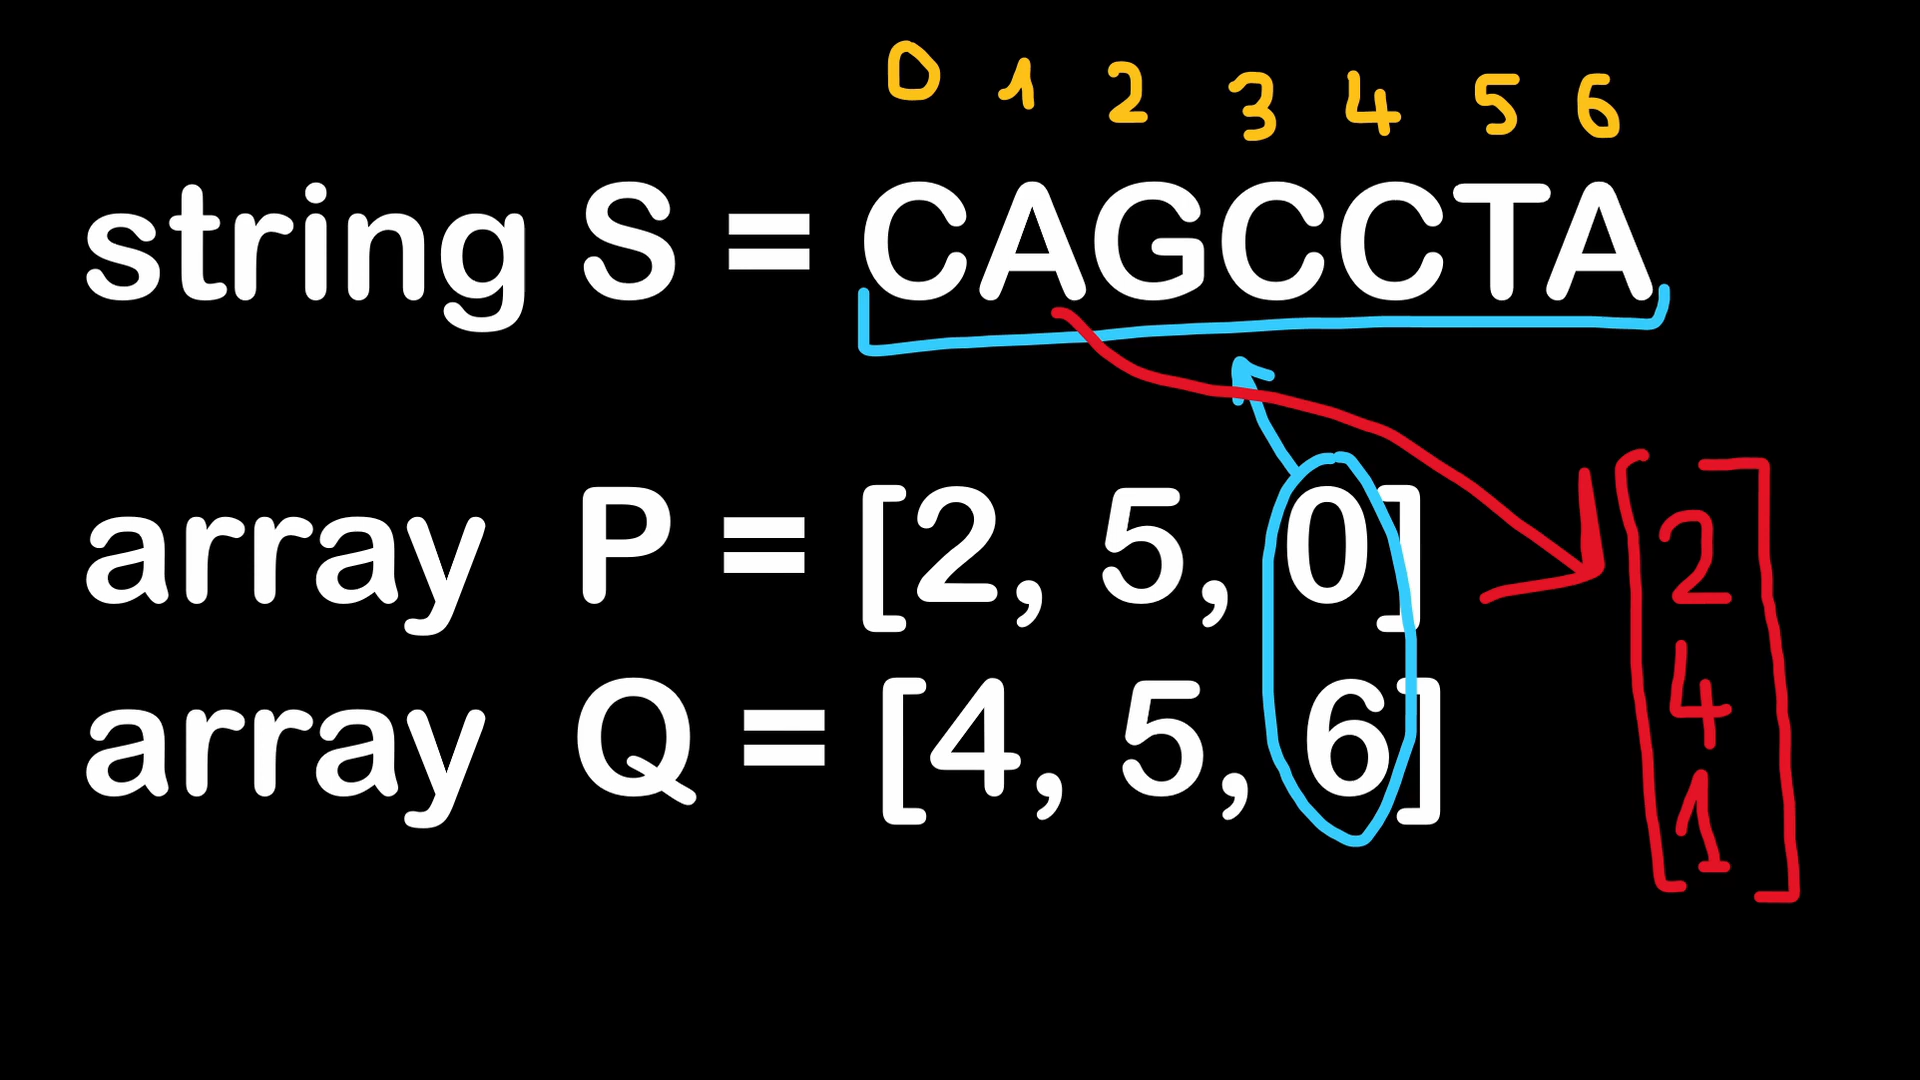 0 1 2 3 4 5 6
string S = CAGCCTA
array P = [2, 5, 0]
array Q = [4, 5, 6]
[2
4
1]